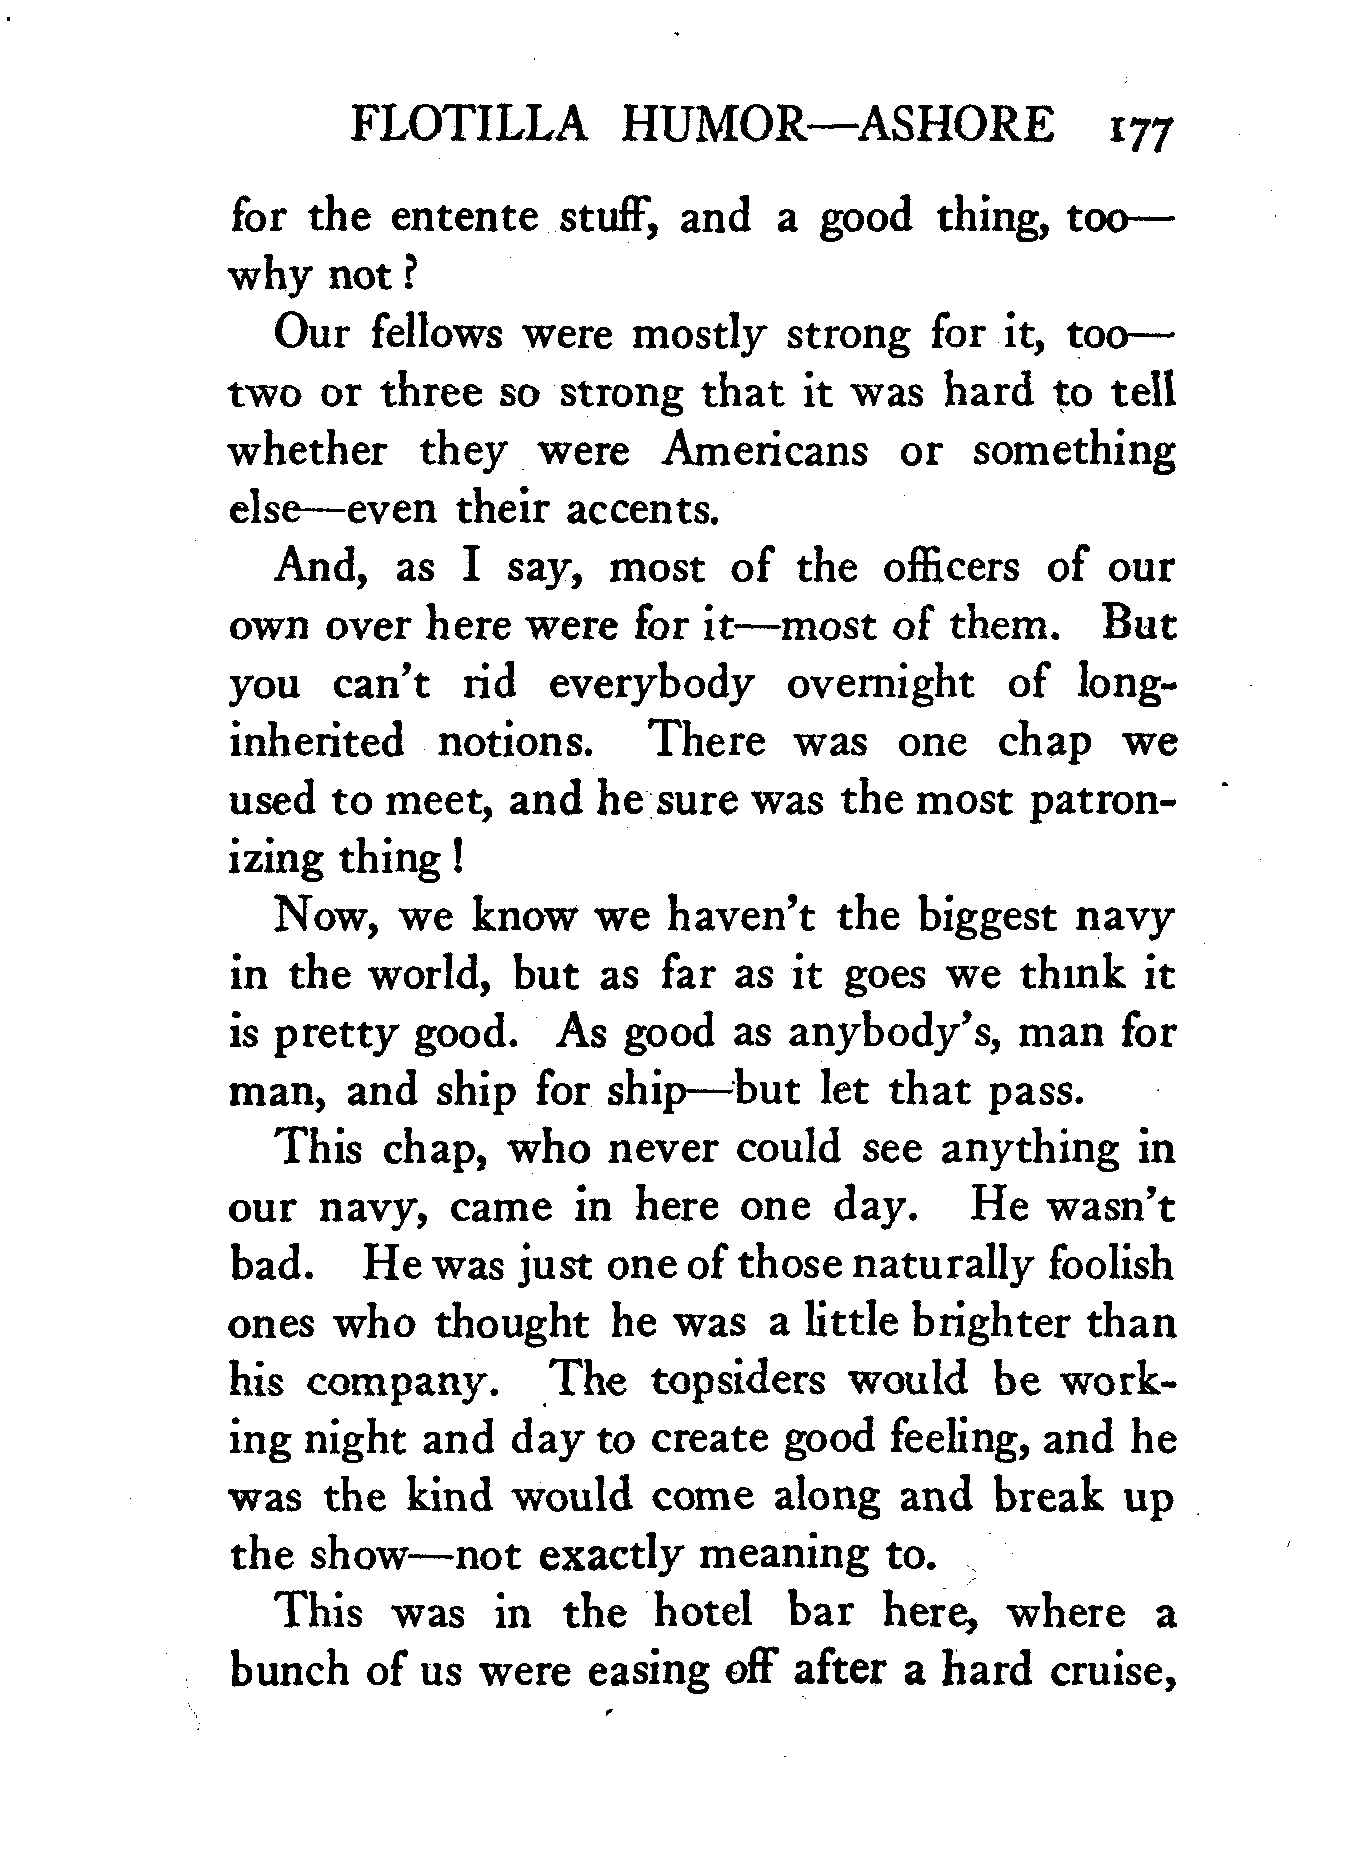 FLOTILLA HUMOR—ASHORE 177
for the entente stuff, and a good thing, too—
why not?
Our fellows were mostly strong for it, too—
two or three so strong that it was hard to tell
whether they were Americans or something
else—even their accents.
And, as I say, most of the officers of our
own over here were for it—most of them. But
you can't rid everybody overnight of long-
inherited notions. There was one chap we
used to meet, and he sure was the most patron-
izing thing!
Now, we know we haven't the biggest navy
in the world, but as far as it goes we think it
is pretty good. As good as anybody's, man for
man, and ship for ship—but let that pass.
This chap, who never could see anything in
our navy, came in here one day. He wasn't
bad. He was just one of those naturally foolish
ones who thought he was a little brighter than
his company. The topsiders would be work-
ing night and day to create good feeling, and he
was the kind would come along and break up
the show—not exactly meaning to.
This was in the hotel bar here, where a
bunch of us were easing off after a hard cruise,